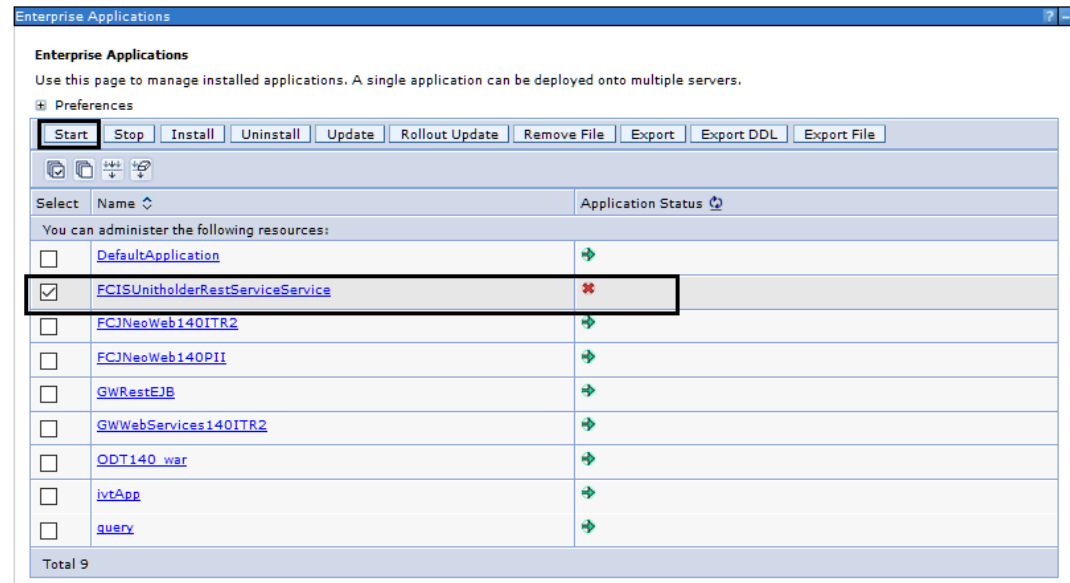 Enterprise Applications ? –
Enterprise Applications
Use this page to manage installed applications. A single application can be deployed onto multiple servers.
+ Preferences
Start Stop Install Uninstall Update Rollout Update Remove File Export Export DDL Export File
Select Name Application Status
You can administer the following resources:
DefaultApplication
FCISUnitholderRestServiceService
FCJNeoWeb140ITR2
FCJNeoWeb140PII
GWRestEJB
GWWebServices140ITR2
ODT140_war
ivtApp
query
Total 9